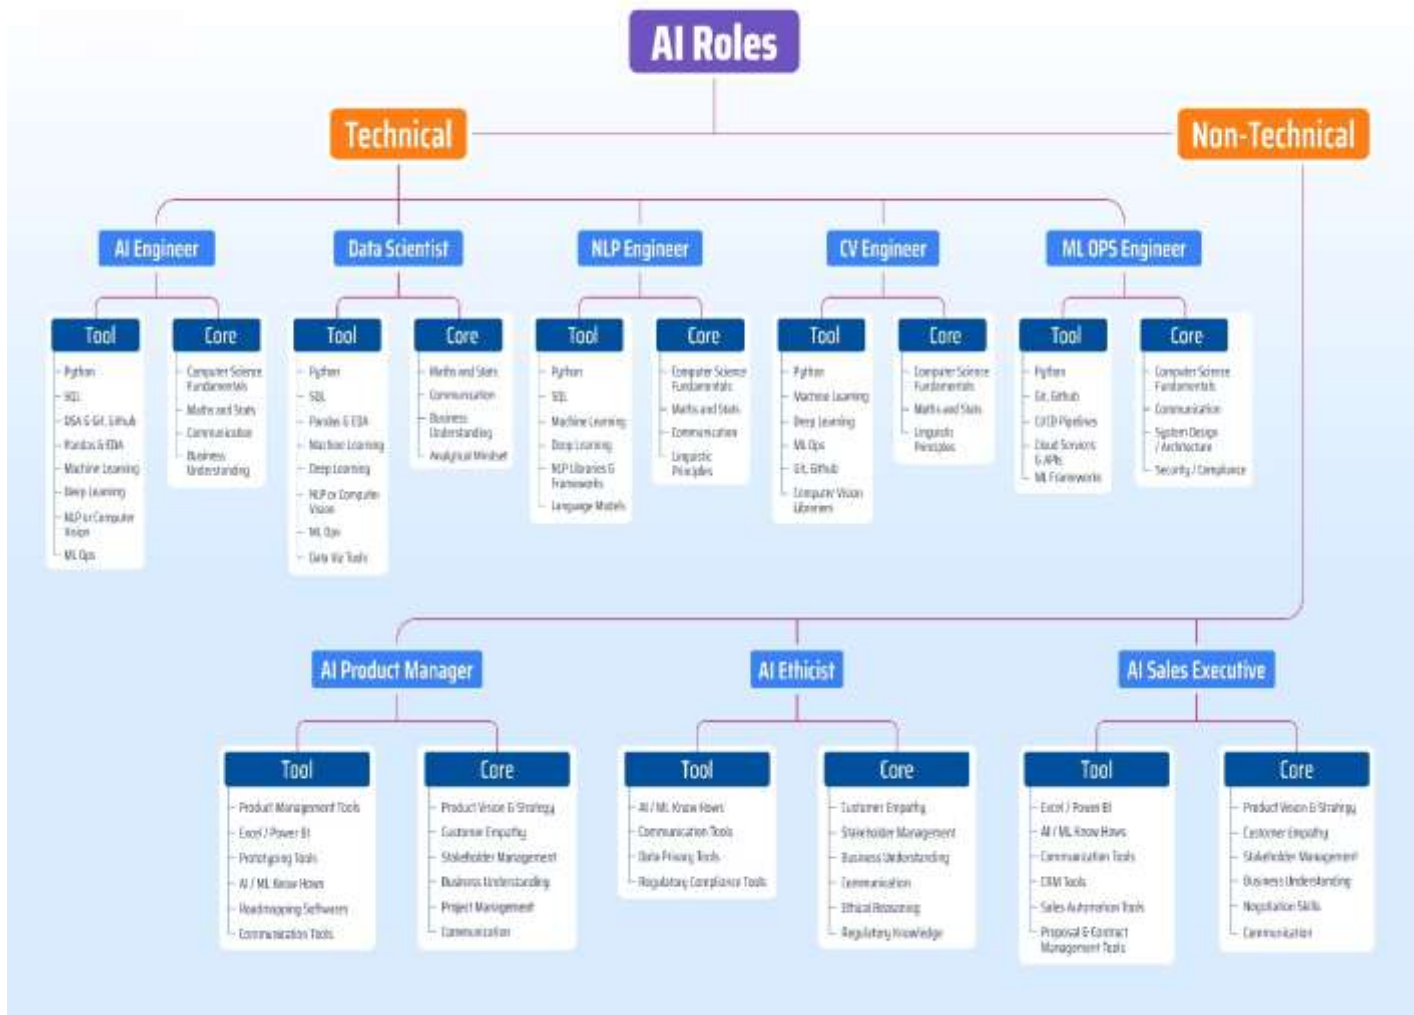 AI Roles
Technical
Non-Technical
AI Engineer
Data Scientist
NLP Engineer
CV Engineer
ML OPS Engineer
Tool
Python
SQL
DSA & Git, Github
Pandas & EDA
Machine Learning
Deep Learning
NLP or Computer
Vision
ML Ops
Core
Computer Science
Fundamentals
Maths and Stats
Communication
Business
Understanding
Tool
Python
SQL
Pandas & EDA
Machine Learning
Deep Learning
NLP or Computer
Vision
ML Ops
Data Viz Tools
Core
Maths and Stats
Communication
Business
Understanding
Analytical Mindset
Tool
Python
SQL
Machine Learning
Deep Learning
NLP Libraries &
Frameworks
Language Models
Core
Computer Science
Fundamentals
Maths and Stats
Communication
Linguistic
Principles
Tool
Python
Machine Learning
Deep Learning
ML Ops
Git, Github
Computer Vision
Libraries
Core
Computer Science
Fundamentals
Maths and Stats
Linguistic
Principles
Tool
Python
Git, Github
CI/CD Pipelines
Cloud Services
& APIs
ML Frameworks
Core
Computer Science
Fundamentals
Communication
System Design
/ Architecture
Security / Compliance
AI Product Manager
AI Ethicist
AI Sales Executive
Tool
Product Management Tools
Excel / Power BI
Prototyping Tools
AI / ML Know Hows
Roadmapping Softwares
Communication Tools
Core
Product Vision & Strategy
Customer Empathy
Stakeholder Management
Business Understanding
Project Management
Communication
Tool
AI / ML Know Hows
Communication Tools
Data Privacy Tools
Regulatory Compliance Tools
Core
Customer Empathy
Stakeholder Management
Business Understanding
Communication
Ethical Reasoning
Regulatory Knowledge
Tool
Excel / Power BI
AI / ML Know Hows
Communication Tools
CRM Tools
Sales Automation Tools
Proposal & Contract
Management Tools
Core
Product Vision & Strategy
Customer Empathy
Stakeholder Management
Business Understanding
Negotiation Skills
Communication